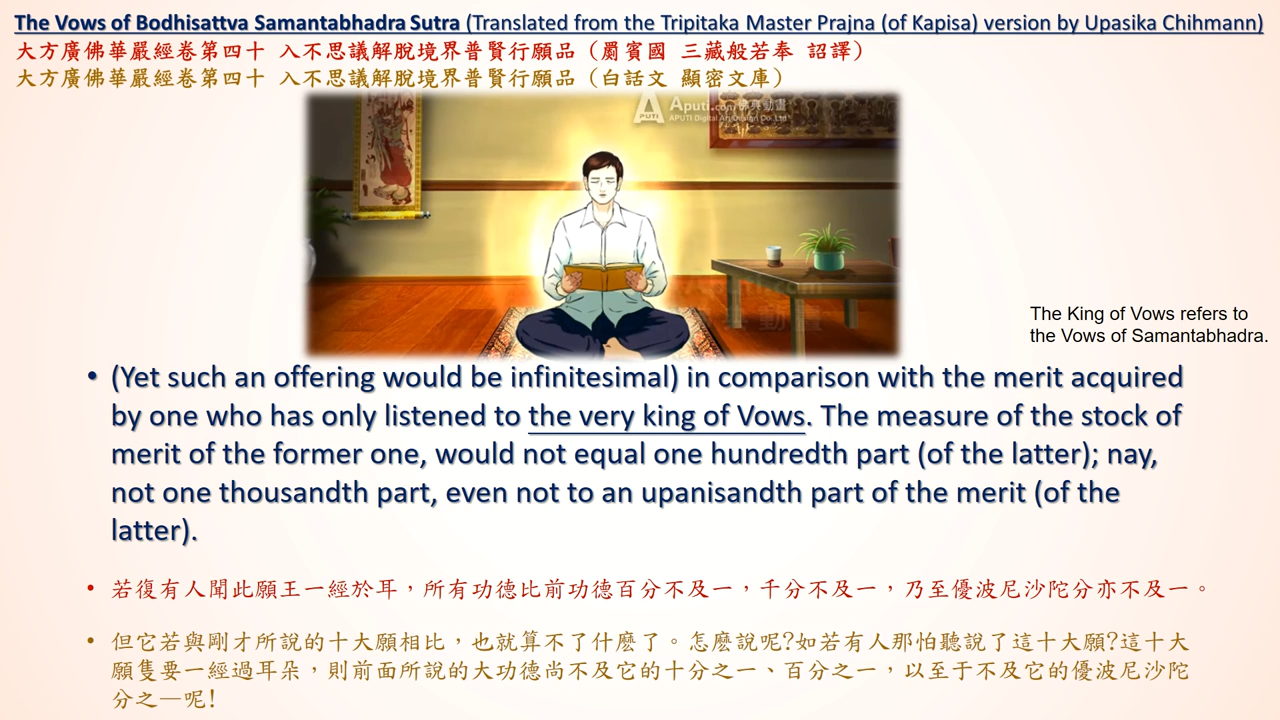 The Vows of Bodhisattva Samantabhadra Sutra (Translated from the Tripitaka Master Prajna (of Kapisa) version by Upasika Chihmann)
大方廣佛華嚴經卷第四十 入不思議解脫境界普賢行願品（罽賓國 三藏般若奉 詔譯）
大方廣佛華嚴經卷第四十 入不思議解脫境界普賢行願品（白話文 顯密文庫）
Aputi.com 佛典動畫
APUTI
APUTI Digital Art Design Co.,Ltd
The King of Vows refers to
the Vows of Samantabhadra.
• (Yet such an offering would be infinitesimal) in comparison with the merit acquired
by one who has only listened to the very king of Vows. The measure of the stock of
merit of the former one, would not equal one hundredth part (of the latter); nay,
not one thousandth part, even not to an upanisandth part of the merit (of the
latter).
• 若復有人聞此願王一經於耳，所有功德比前功德百分不及一，千分不及一，乃至優波尼沙陀分亦不及一。
• 但它若與剛才所說的十大願相比，也就算不了什麼了。怎麼說呢?如若有人那怕聽說了這十大願?這十大
願隻要一經過耳朵，則前面所說的大功德尚不及它的十分之一、百分之一，以至于不及它的優波尼沙陀
分之一呢!